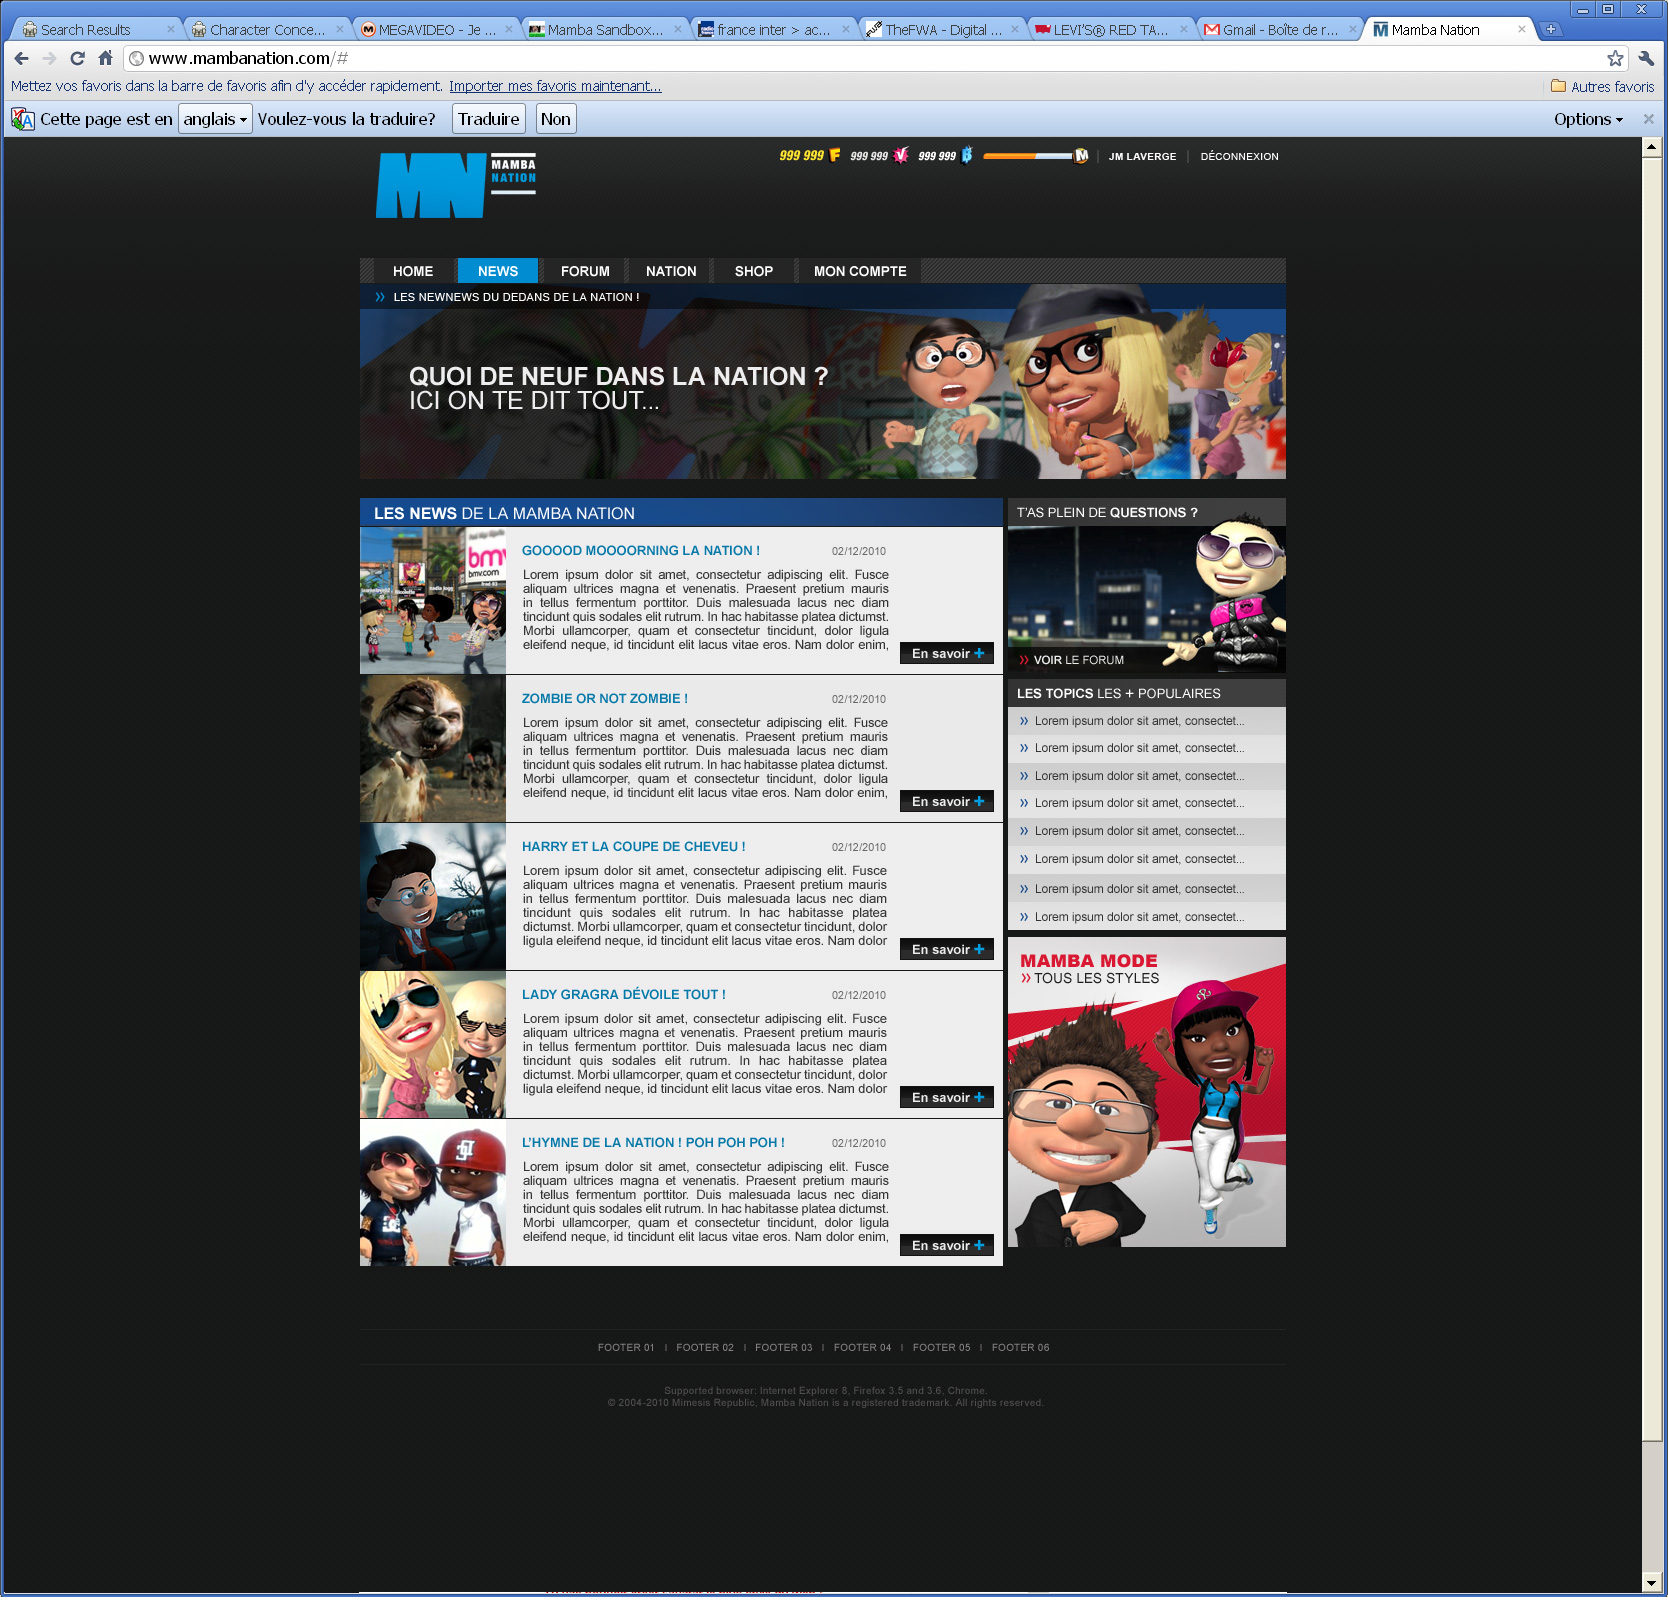 Search Results
Character Conce...
MEGAVIDEO - Je ...
Mamba Sandbox...
france inter > ac...
TheFWA - Digital ...
LEVI'S® RED TA...
Gmail - Boîte de r...
Mamba Nation
www.mambanation.com/#
Mettez vos favoris dans la barre de favoris afin d'y accéder rapidement. Importer mes favoris maintenant...
Autres favoris
Cette page est en anglais Voulez-vous la traduire? Traduire Non
Options
MN MAMBA NATION
999 999 F 999 999 V 999 999 B M | JM LAVERGE | DÉCONNEXION
HOME NEWS FORUM NATION SHOP MON COMPTE
» LES NEWNEWS DU DEDANS DE LA NATION !
QUOI DE NEUF DANS LA NATION ?
ICI ON TE DIT TOUT...
LES NEWS DE LA MAMBA NATION
bmv
bmv.com
GOOOOD MOOOORNING LA NATION ! 02/12/2010
Lorem ipsum dolor sit amet, consectetur adipiscing elit. Fusce
aliquam ultrices magna et venenatis. Praesent pretium mauris
in tellus fermentum porttitor. Duis malesuada lacus nec diam
tincidunt quis sodales elit rutrum. In hac habitasse platea dictumst.
Morbi ullamcorper, quam et consectetur tincidunt, dolor ligula
eleifend neque, id tincidunt elit lacus vitae eros. Nam dolor enim,
En savoir +
ZOMBIE OR NOT ZOMBIE ! 02/12/2010
Lorem ipsum dolor sit amet, consectetur adipiscing elit. Fusce
aliquam ultrices magna et venenatis. Praesent pretium mauris
in tellus fermentum porttitor. Duis malesuada lacus nec diam
tincidunt quis sodales elit rutrum. In hac habitasse platea dictumst.
Morbi ullamcorper, quam et consectetur tincidunt, dolor ligula
eleifend neque, id tincidunt elit lacus vitae eros. Nam dolor enim,
En savoir +
HARRY ET LA COUPE DE CHEVEU ! 02/12/2010
Lorem ipsum dolor sit amet, consectetur adipiscing elit. Fusce
aliquam ultrices magna et venenatis. Praesent pretium mauris
in tellus fermentum porttitor. Duis malesuada lacus nec diam
tincidunt quis sodales elit rutrum. In hac habitasse platea
dictumst. Morbi ullamcorper, quam et consectetur tincidunt, dolor
ligula eleifend neque, id tincidunt elit lacus vitae eros. Nam dolor
En savoir +
LADY GRAGRA DÉVOILE TOUT ! 02/12/2010
Lorem ipsum dolor sit amet, consectetur adipiscing elit. Fusce
aliquam ultrices magna et venenatis. Praesent pretium mauris
in tellus fermentum porttitor. Duis malesuada lacus nec diam
tincidunt quis sodales elit rutrum. In hac habitasse platea
dictumst. Morbi ullamcorper, quam et consectetur tincidunt, dolor
ligula eleifend neque, id tincidunt elit lacus vitae eros. Nam dolor
En savoir +
L'HYMNE DE LA NATION ! POH POH POH ! 02/12/2010
Lorem ipsum dolor sit amet, consectetur adipiscing elit. Fusce
aliquam ultrices magna et venenatis. Praesent pretium mauris
in tellus fermentum porttitor. Duis malesuada lacus nec diam
tincidunt quis sodales elit rutrum. In hac habitasse platea dictumst.
Morbi ullamcorper, quam et consectetur tincidunt, dolor ligula
eleifend neque, id tincidunt elit lacus vitae eros. Nam dolor enim,
En savoir +
T'AS PLEIN DE QUESTIONS ?
» VOIR LE FORUM
LES TOPICS LES + POPULAIRES
» Lorem ipsum dolor sit amet, consectet...
» Lorem ipsum dolor sit amet, consectet...
» Lorem ipsum dolor sit amet, consectet...
» Lorem ipsum dolor sit amet, consectet...
» Lorem ipsum dolor sit amet, consectet...
» Lorem ipsum dolor sit amet, consectet...
» Lorem ipsum dolor sit amet, consectet...
» Lorem ipsum dolor sit amet, consectet...
MAMBA MODE
» TOUS LES STYLES
FOOTER 01 | FOOTER 02 | FOOTER 03 | FOOTER 04 | FOOTER 05 | FOOTER 06
Supported browser: Internet Explorer 8, Firefox 3.5 and 3.6, Chrome.
© 2004-2010 Mimesis Republic, Mamba Nation is a registered trademark. All rights reserved.